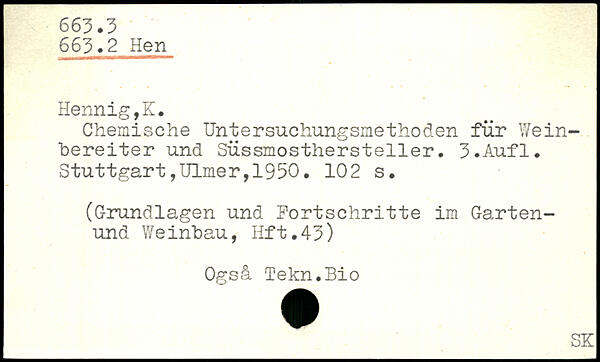 663.3
663.2 Hen
Hennig,K.
Chemische Untersuchungsmethoden für Wein-
bereiter und Süssmosthersteller. 3.Aufl.
Stuttgart,Ulmer,1950. 102 s.
(Grundlagen und Fortschritte im Garten-
und Weinbau, Hft.43)
Også Tekn.Bio
SK